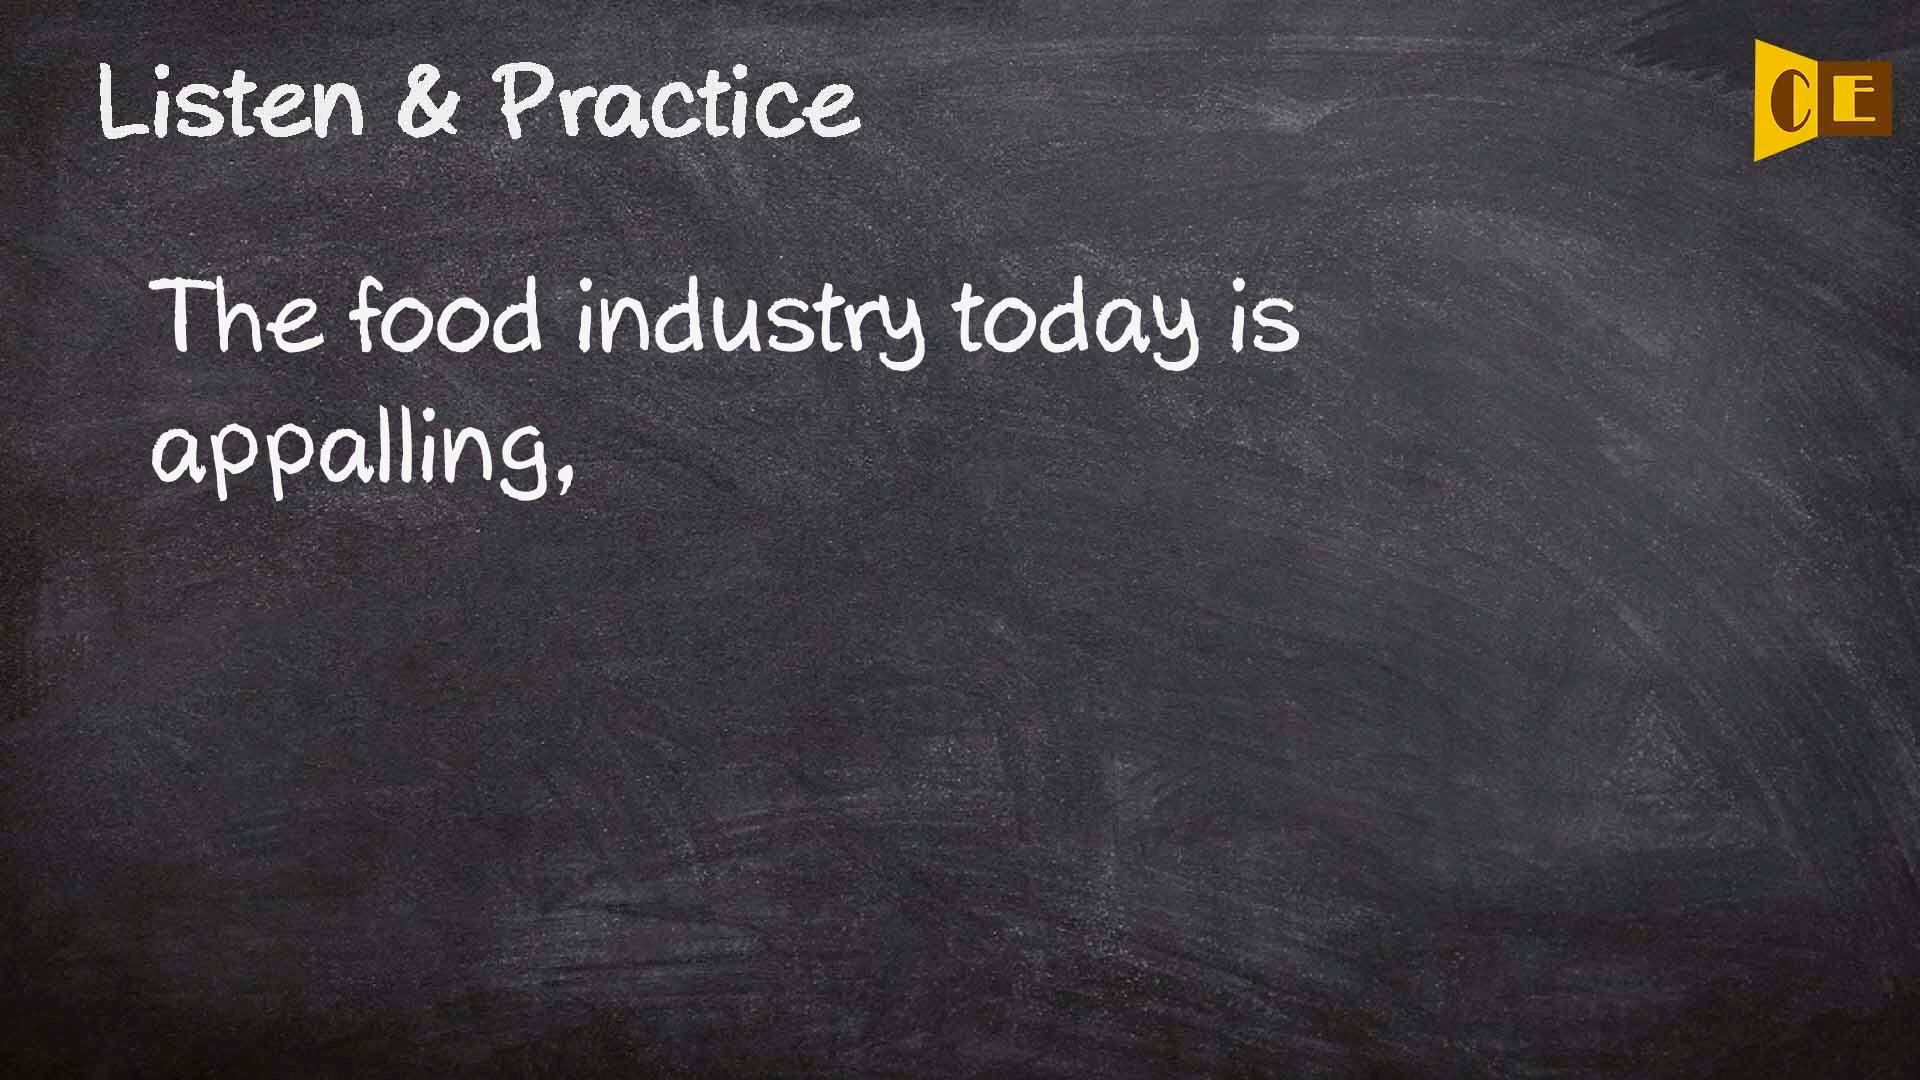 Listen & Practice
CE
The food industry today is
appalling,